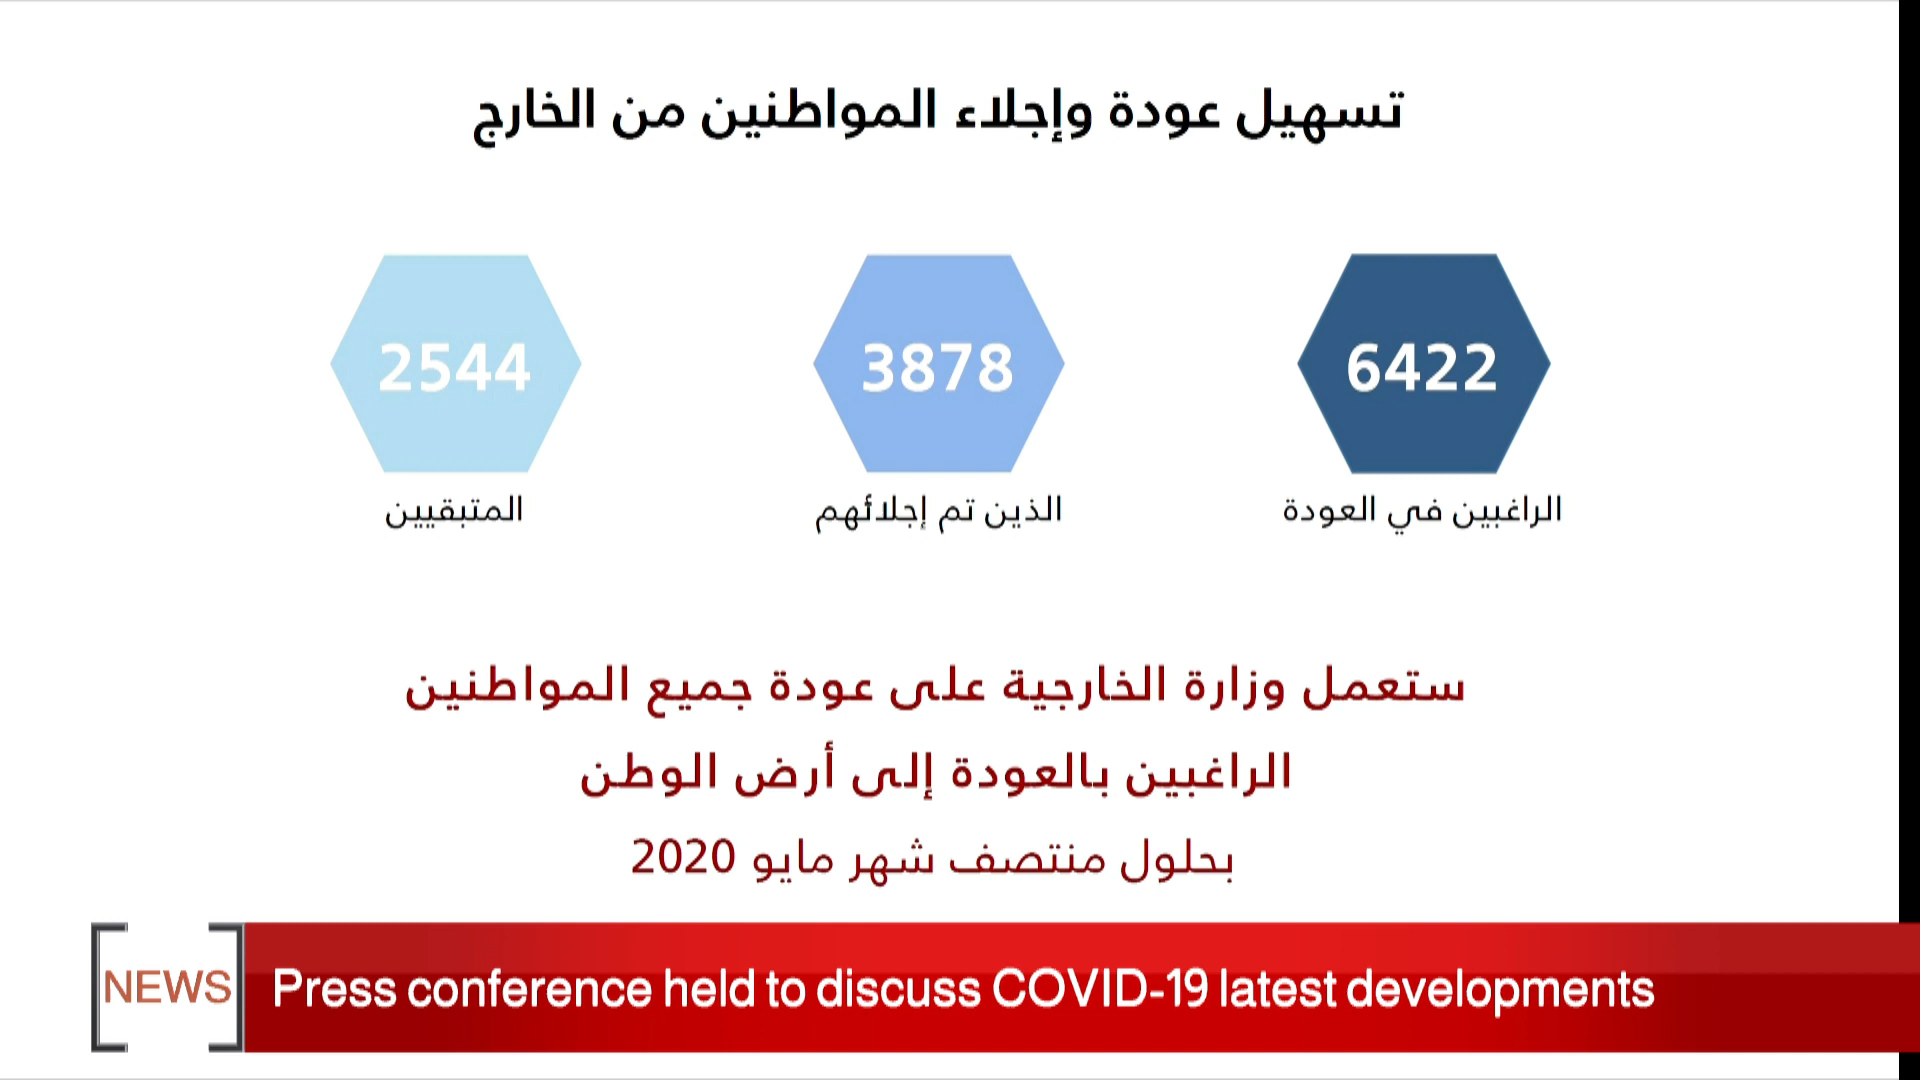 تسهيل عودة وإجلاء المواطنين من الخارج
6422
3878
2544
الراغبين في العودة
الذين تم إجلائهم
المتبقيين
ستعمل وزارة الخارجية على عودة جميع المواطنين
الراغبين بالعودة إلى أرض الوطن
بحلول منتصف شهر مايو 2020
NEWS
Press conference held to discuss COVID-19 latest developments